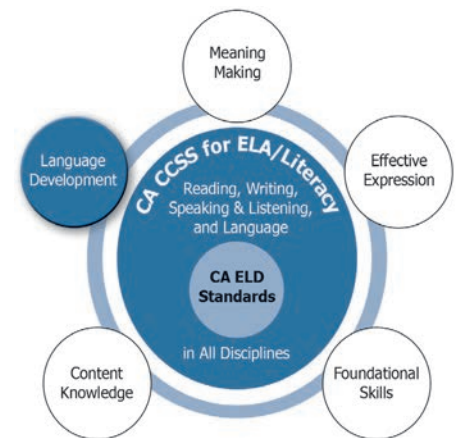 Meaning
Making
Language
Development
Effective
Expression
CA CCSS for ELA/Literacy
Reading, Writing,
Speaking & Listening,
and Language
CA ELD
Standards
in All Disciplines
Content
Knowledge
Foundational
Skills